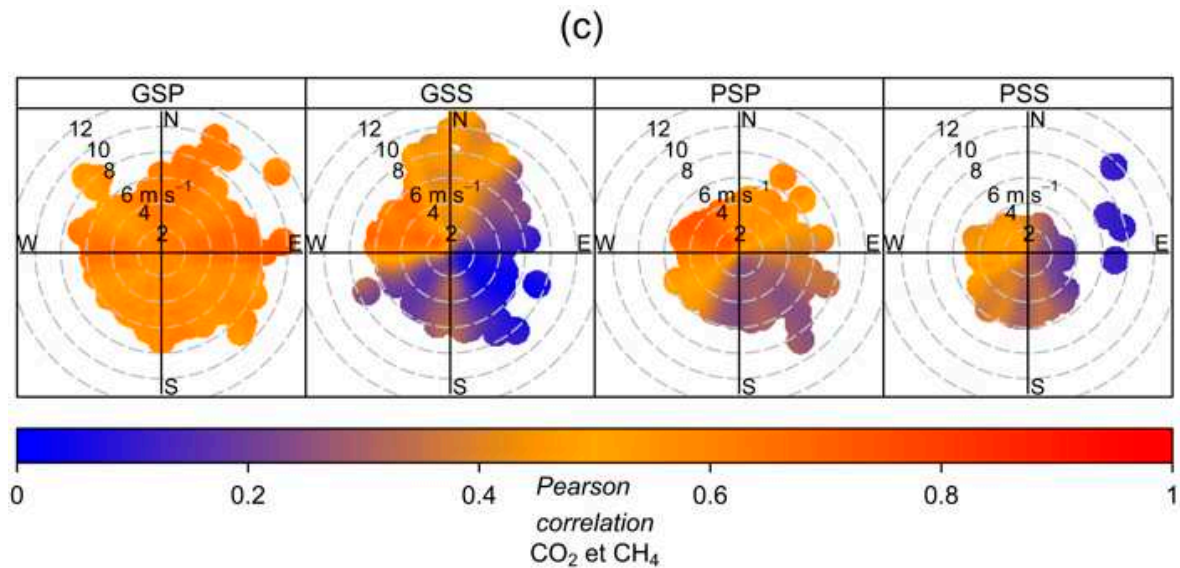 (c)
GSP GSS PSP PSS
N N N N
12 12 12 12
10 10 10 10
8 8 8 8
6 m s⁻¹ 6 m s⁻¹ 6 m s⁻¹ 6 m s⁻¹
4 4 4 4
2 2 2 2
W E W E W E W E
S S S S
0 0.2 0.4 0.6 0.8 1
Pearson
correlation
CO₂ et CH₄